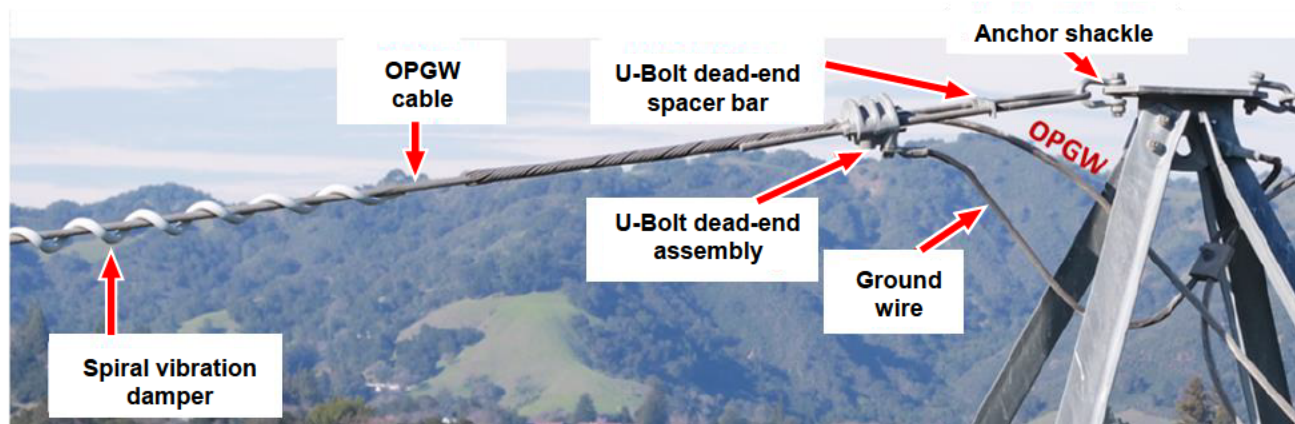 Anchor shackle
OPGW
cable
U-Bolt dead-end
spacer bar
OPGW
U-Bolt dead-end
assembly
Ground
wire
Spiral vibration
damper